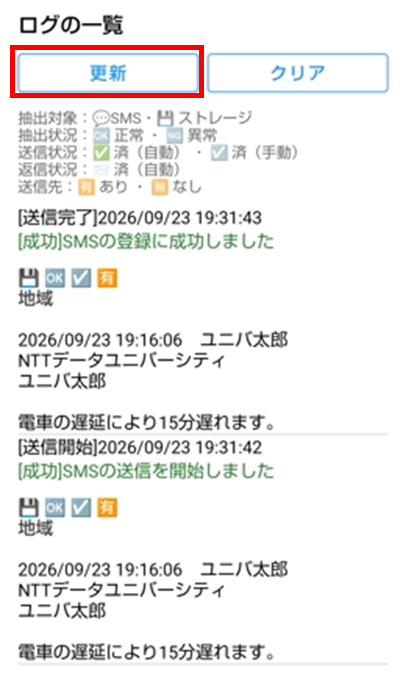 ログの一覧
更新 クリア
抽出対象：💬SMS・💾 ストレージ
抽出状況：🆗 正常 ・ 🆖 異常
送信状況：✅ 済（自動） ・ ☑️ 済（手動）
返信状況：📨 済（自動）
送信先：🈶 あり ・ 🈚 なし
[送信完了]2026/09/23 19:31:43
[成功]SMSの登録に成功しました
💾 🆗 ☑️ 🈶
地域
2026/09/23 19:16:06　ユニバ太郎
NTTデータユニバーシティ
ユニバ太郎
電車の遅延により15分遅れます。
[送信開始]2026/09/23 19:31:42
[成功]SMSの送信を開始しました
💾 🆗 ☑️ 🈶
地域
2026/09/23 19:16:06　ユニバ太郎
NTTデータユニバーシティ
ユニバ太郎
電車の遅延により15分遅れます。